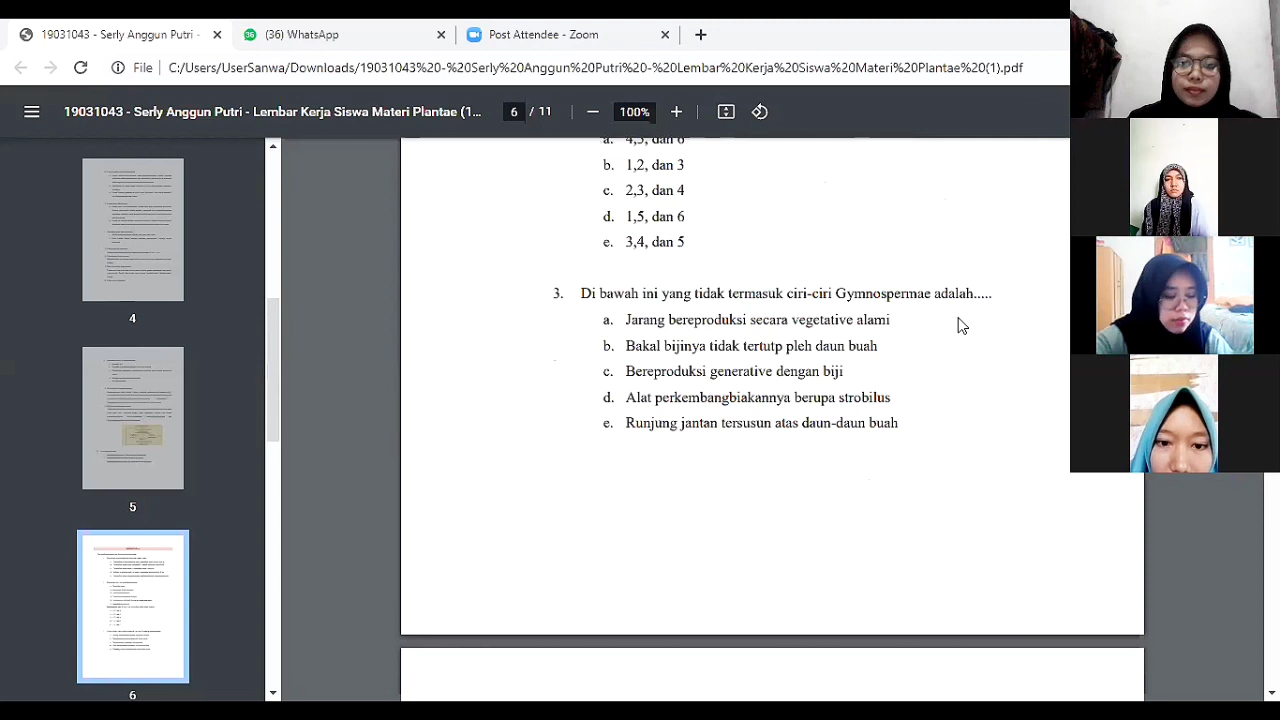 19031043 - Serly Anggun Putri -
(36) WhatsApp
Post Attendee - Zoom
File
C:/Users/UserSanwa/Downloads/19031043%20-%20Serly%20Anggun%20Putri%20-%20Lembar%20Kerja%20Siswa%20Materi%20Plantae%20(1).pdf
19031043 - Serly Anggun Putri - Lembar Kerja Siswa Materi Plantae (1...
6 / 11
100%
4
5
6
a. 4,5, dan 6
b. 1,2, dan 3
c. 2,3, dan 4
d. 1,5, dan 6
e. 3,4, dan 5
3. Di bawah ini yang tidak termasuk ciri-ciri Gymnospermae adalah.....
a. Jarang bereproduksi secara vegetative alami
b. Bakal bijinya tidak tertutp pleh daun buah
c. Bereproduksi generative dengan biji
d. Alat perkembangbiakannya berupa strobilus
e. Runjung jantan tersusun atas daun-daun buah